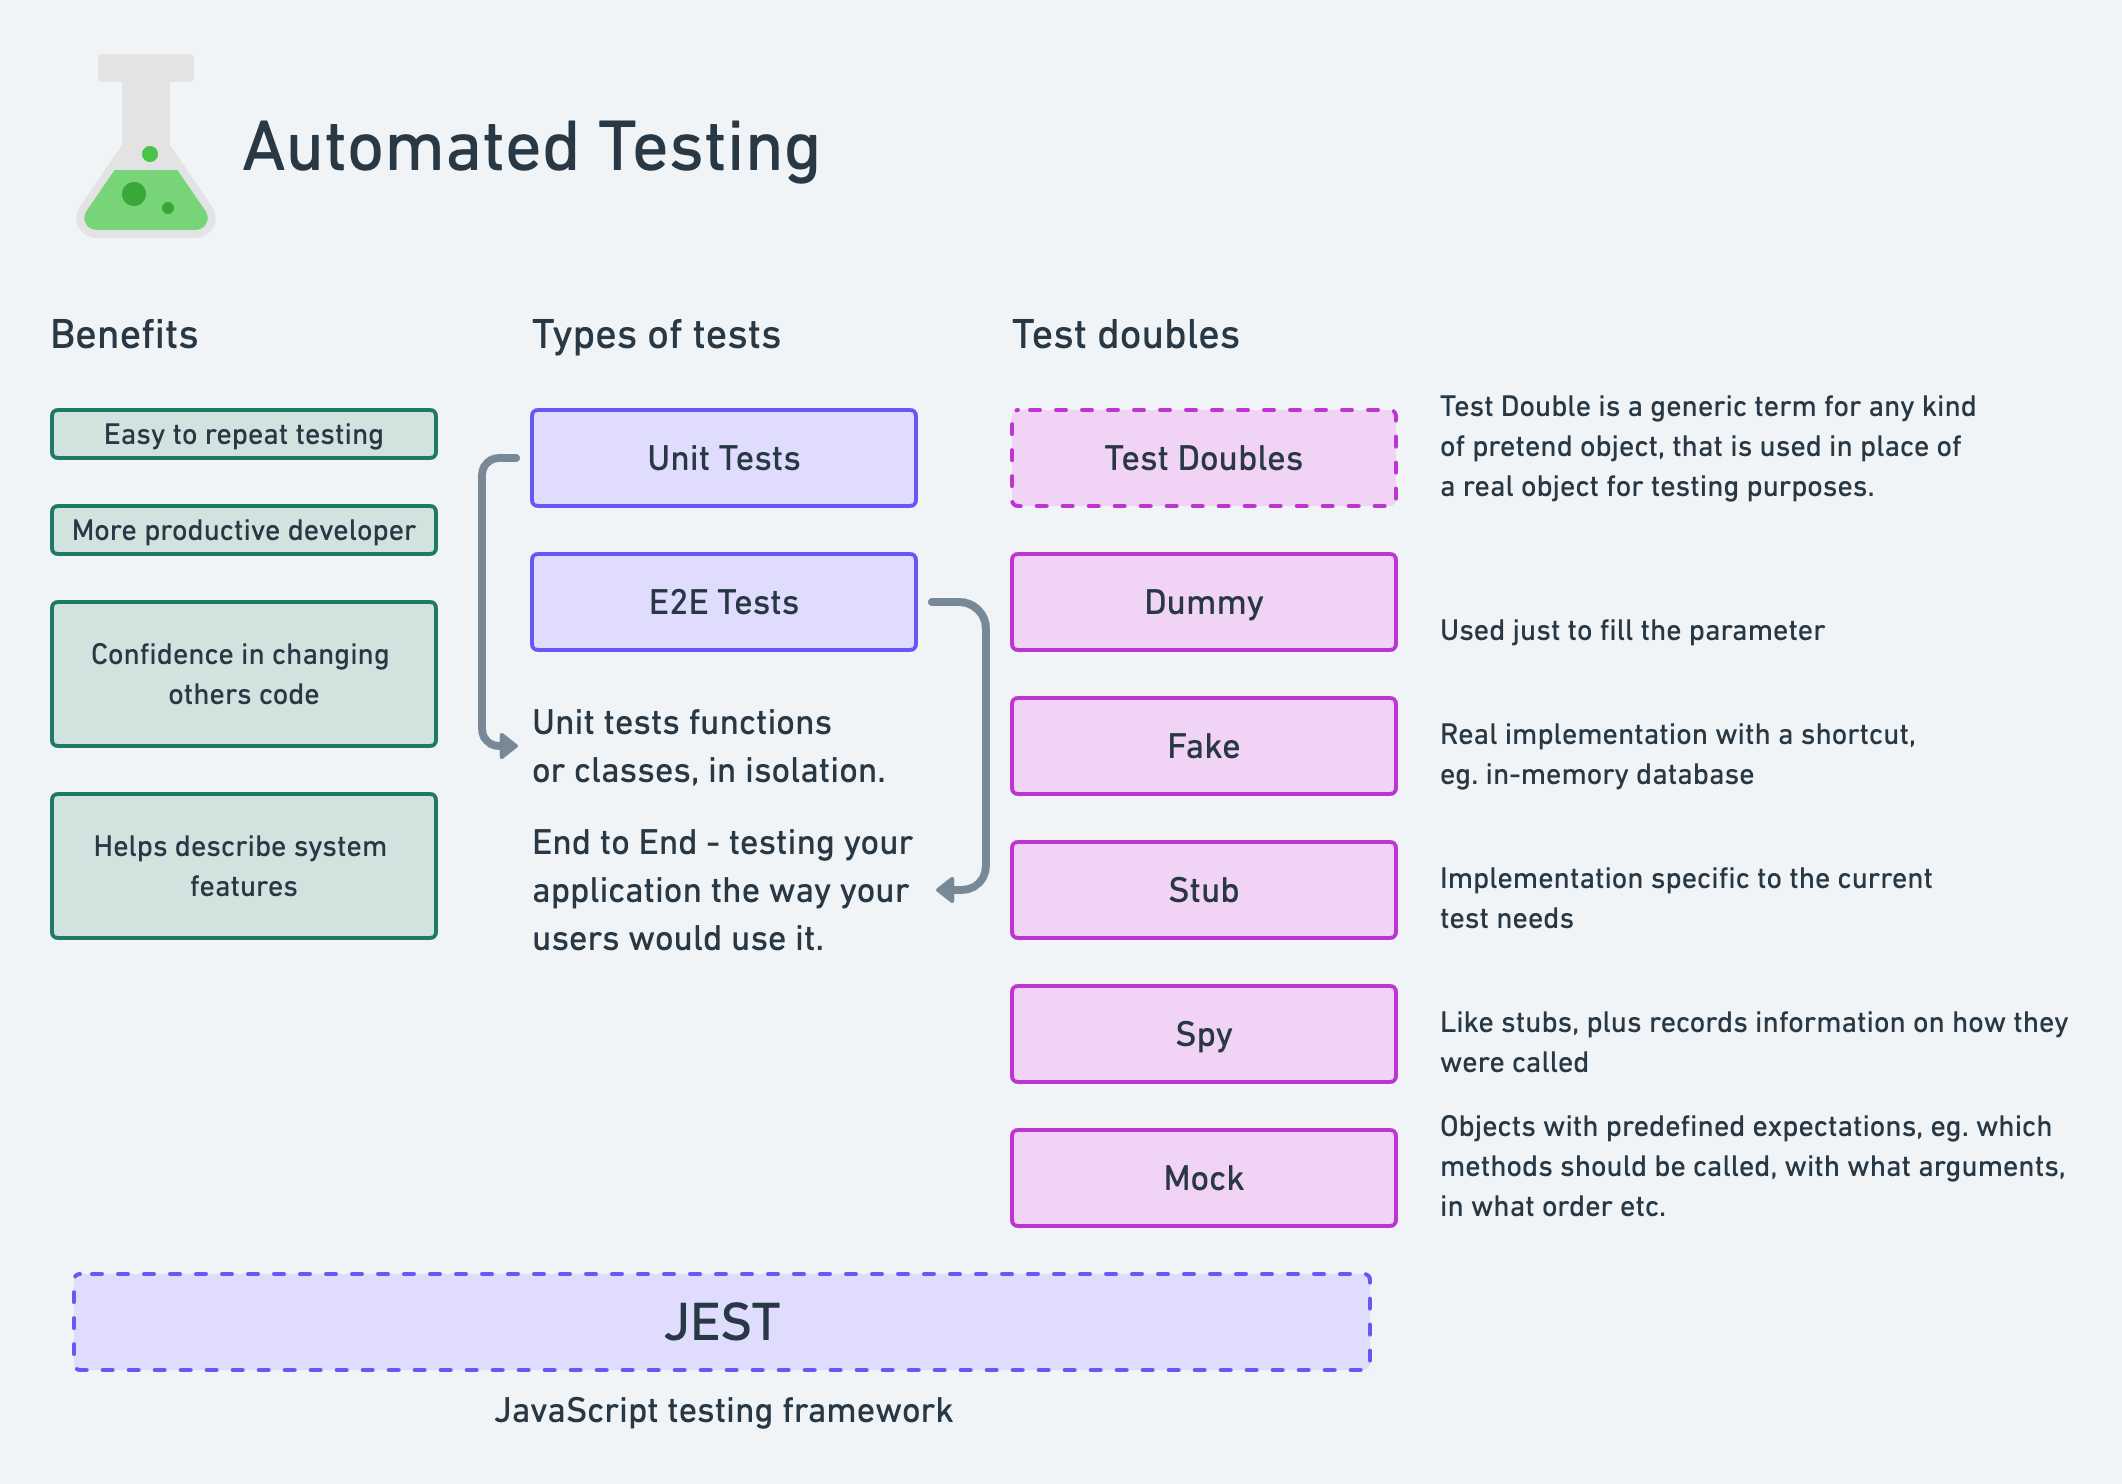 Automated Testing
Benefits
Easy to repeat testing
More productive developer
Confidence in changing
others code
Helps describe system
features
Types of tests
Unit Tests
E2E Tests
Unit tests functions
or classes, in isolation.
End to End - testing your
application the way your
users would use it.
Test doubles
Test Doubles
Test Double is a generic term for any kind
of pretend object, that is used in place of
a real object for testing purposes.
Dummy
Used just to fill the parameter
Fake
Real implementation with a shortcut,
eg. in-memory database
Stub
Implementation specific to the current
test needs
Spy
Like stubs, plus records information on how they
were called
Mock
Objects with predefined expectations, eg. which
methods should be called, with what arguments,
in what order etc.
JEST
JavaScript testing framework